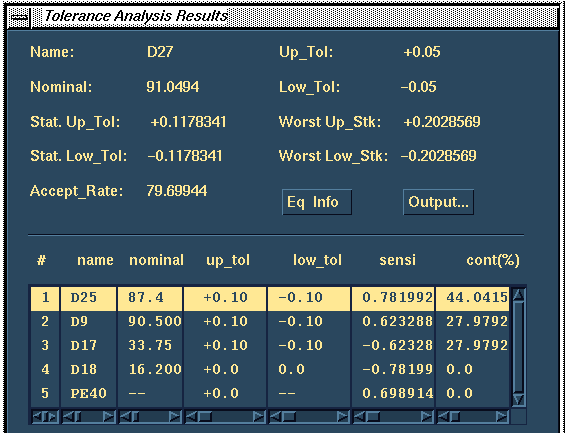 Tolerance Analysis Results
Name: D27 Up_Tol: +0.05
Nominal: 91.0494 Low_Tol: −0.05
Stat. Up_Tol: +0.1178341 Worst Up_Stk: +0.2028569
Stat. Low_Tol: −0.1178341 Worst Low_Stk: −0.2028569
Accept_Rate: 79.69944 Eq Info Output...
# name nominal up_tol low_tol sensi cont(%)
1 D25 87.4 +0.10 −0.10 0.781992 44.0415
2 D9 90.500 +0.10 −0.10 0.623288 27.9792
3 D17 33.75 +0.10 −0.10 −0.62328 27.9792
4 D18 16.200 +0.0 0.0 −0.78199 0.0
5 PE40 −− +0.0 −− 0.698914 0.0